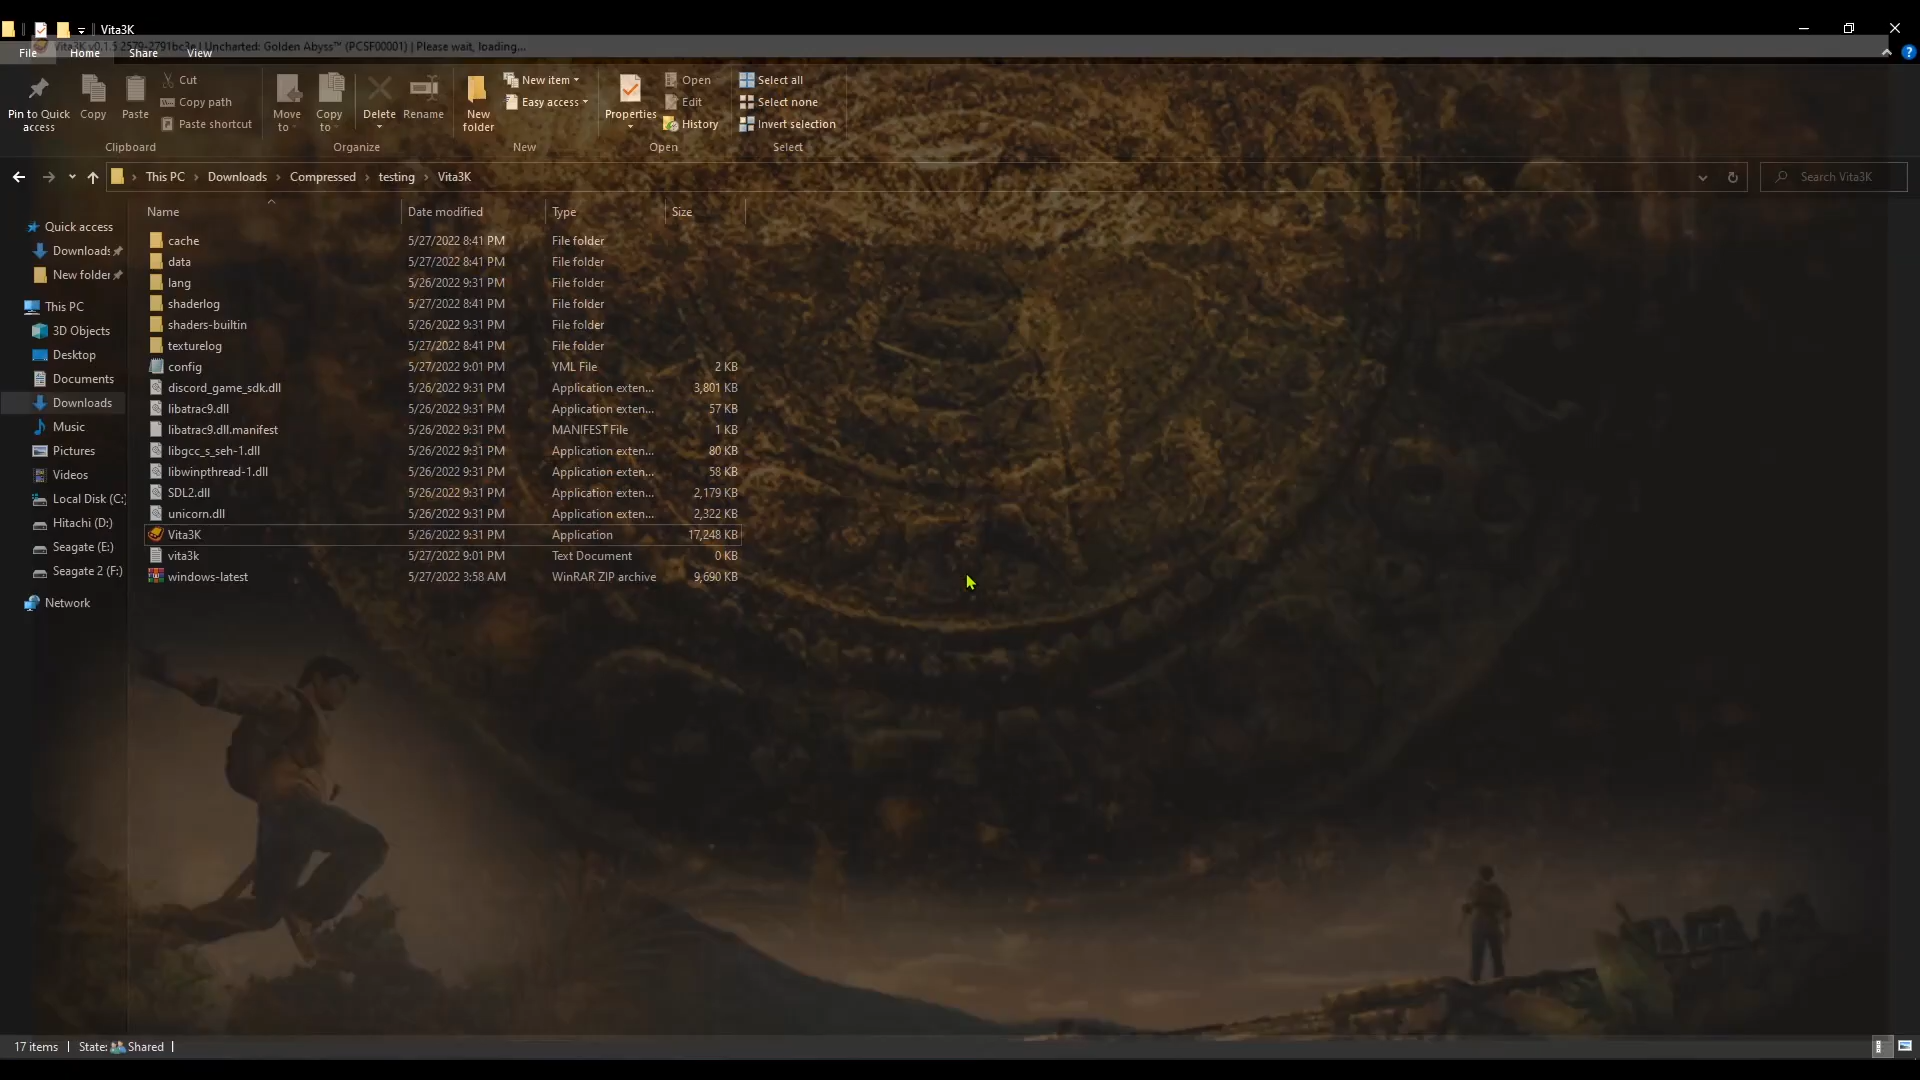 Vita3K
Vita3K v0.1.5 2579-2791bc3e | Uncharted: Golden Abyss™ (PCSF00001) | Please wait, loading...
File Home Share View
Pin to Quick access
Copy
Paste
Cut
Copy path
Paste shortcut
Clipboard
Move to
Copy to
Delete
Rename
Organize
New folder
New item
Easy access
New
Properties
Open
Edit
History
Open
Select all
Select none
Invert selection
Select
This PC › Downloads › Compressed › testing › Vita3K
Search Vita3K
Quick access
Downloads
New folder
This PC
3D Objects
Desktop
Documents
Downloads
Music
Pictures
Videos
Local Disk (C:)
Hitachi (D:)
Seagate (E:)
Seagate 2 (F:)
Network
Name Date modified Type Size
cache 5/27/2022 8:41 PM File folder
data 5/27/2022 8:41 PM File folder
lang 5/26/2022 9:31 PM File folder
shaderlog 5/27/2022 8:41 PM File folder
shaders-builtin 5/26/2022 9:31 PM File folder
texturelog 5/27/2022 8:41 PM File folder
config 5/27/2022 9:01 PM YML File 2 KB
discord_game_sdk.dll 5/26/2022 9:31 PM Application exten... 3,801 KB
libatrac9.dll 5/26/2022 9:31 PM Application exten... 57 KB
libatrac9.dll.manifest 5/26/2022 9:31 PM MANIFEST File 1 KB
libgcc_s_seh-1.dll 5/26/2022 9:31 PM Application exten... 80 KB
libwinpthread-1.dll 5/26/2022 9:31 PM Application exten... 58 KB
SDL2.dll 5/26/2022 9:31 PM Application exten... 2,179 KB
unicorn.dll 5/26/2022 9:31 PM Application exten... 2,322 KB
Vita3K 5/26/2022 9:31 PM Application 17,248 KB
vita3k 5/27/2022 9:01 PM Text Document 0 KB
windows-latest 5/27/2022 3:58 AM WinRAR ZIP archive 9,690 KB
17 items State: Shared